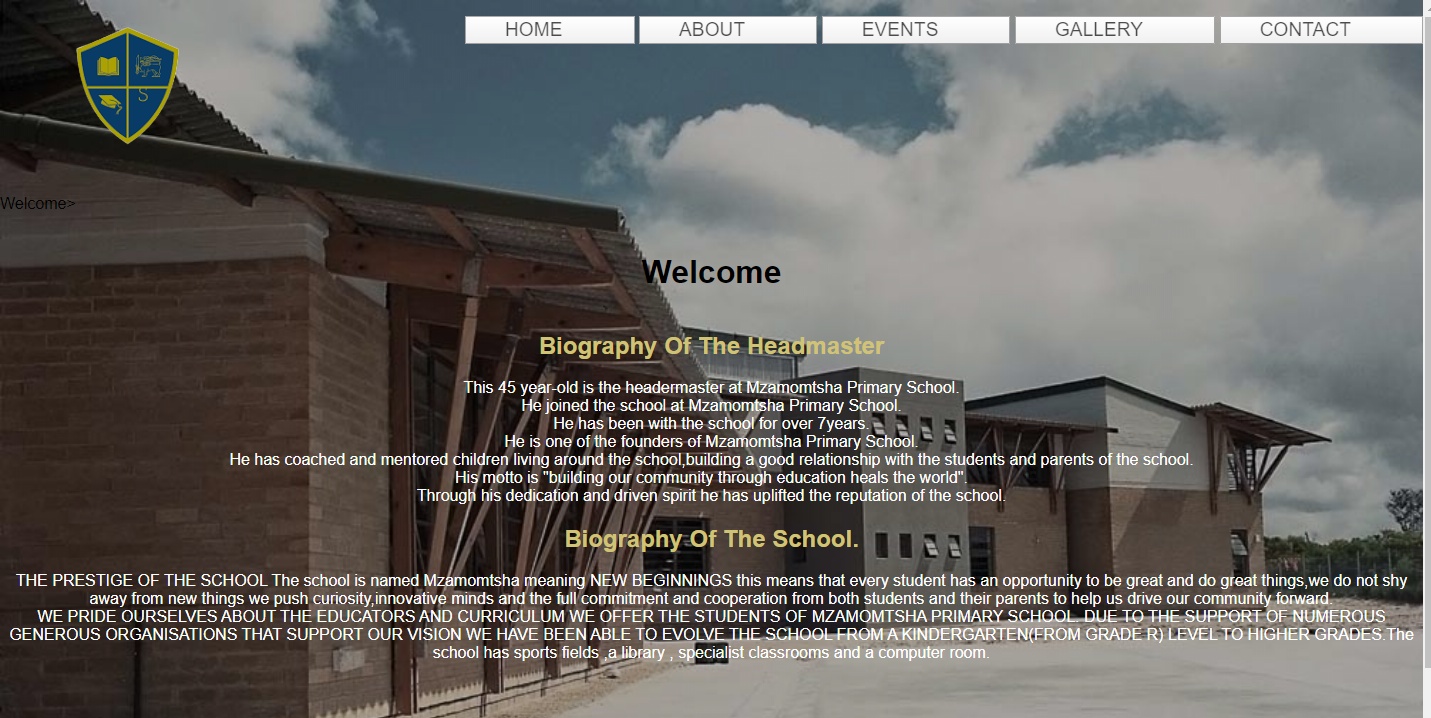 HOME ABOUT EVENTS GALLERY CONTACT
S
Welcome>
Welcome
Biography Of The Headmaster
This 45 year-old is the headermaster at Mzamomtsha Primary School.
He joined the school at Mzamomtsha Primary School.
He has been with the school for over 7years.
He is one of the founders of Mzamomtsha Primary School.
He has coached and mentored children living around the school,building a good relationship with the students and parents of the school.
His motto is "building our community through education heals the world".
Through his dedication and driven spirit he has uplifted the reputation of the school.
Biography Of The School.
THE PRESTIGE OF THE SCHOOL The school is named Mzamomtsha meaning NEW BEGINNINGS this means that every student has an opportunity to be great and do great things,we do not shy
away from new things we push curiosity,innovative minds and the full commitment and cooperation from both students and their parents to help us drive our community forward.
WE PRIDE OURSELVES ABOUT THE EDUCATORS AND CURRICULUM WE OFFER THE STUDENTS OF MZAMOMTSHA PRIMARY SCHOOL. DUE TO THE SUPPORT OF NUMEROUS
GENEROUS ORGANISATIONS THAT SUPPORT OUR VISION WE HAVE BEEN ABLE TO EVOLVE THE SCHOOL FROM A KINDERGARTEN(FROM GRADE R) LEVEL TO HIGHER GRADES.The
school has sports fields ,a library , specialist classrooms and a computer room.